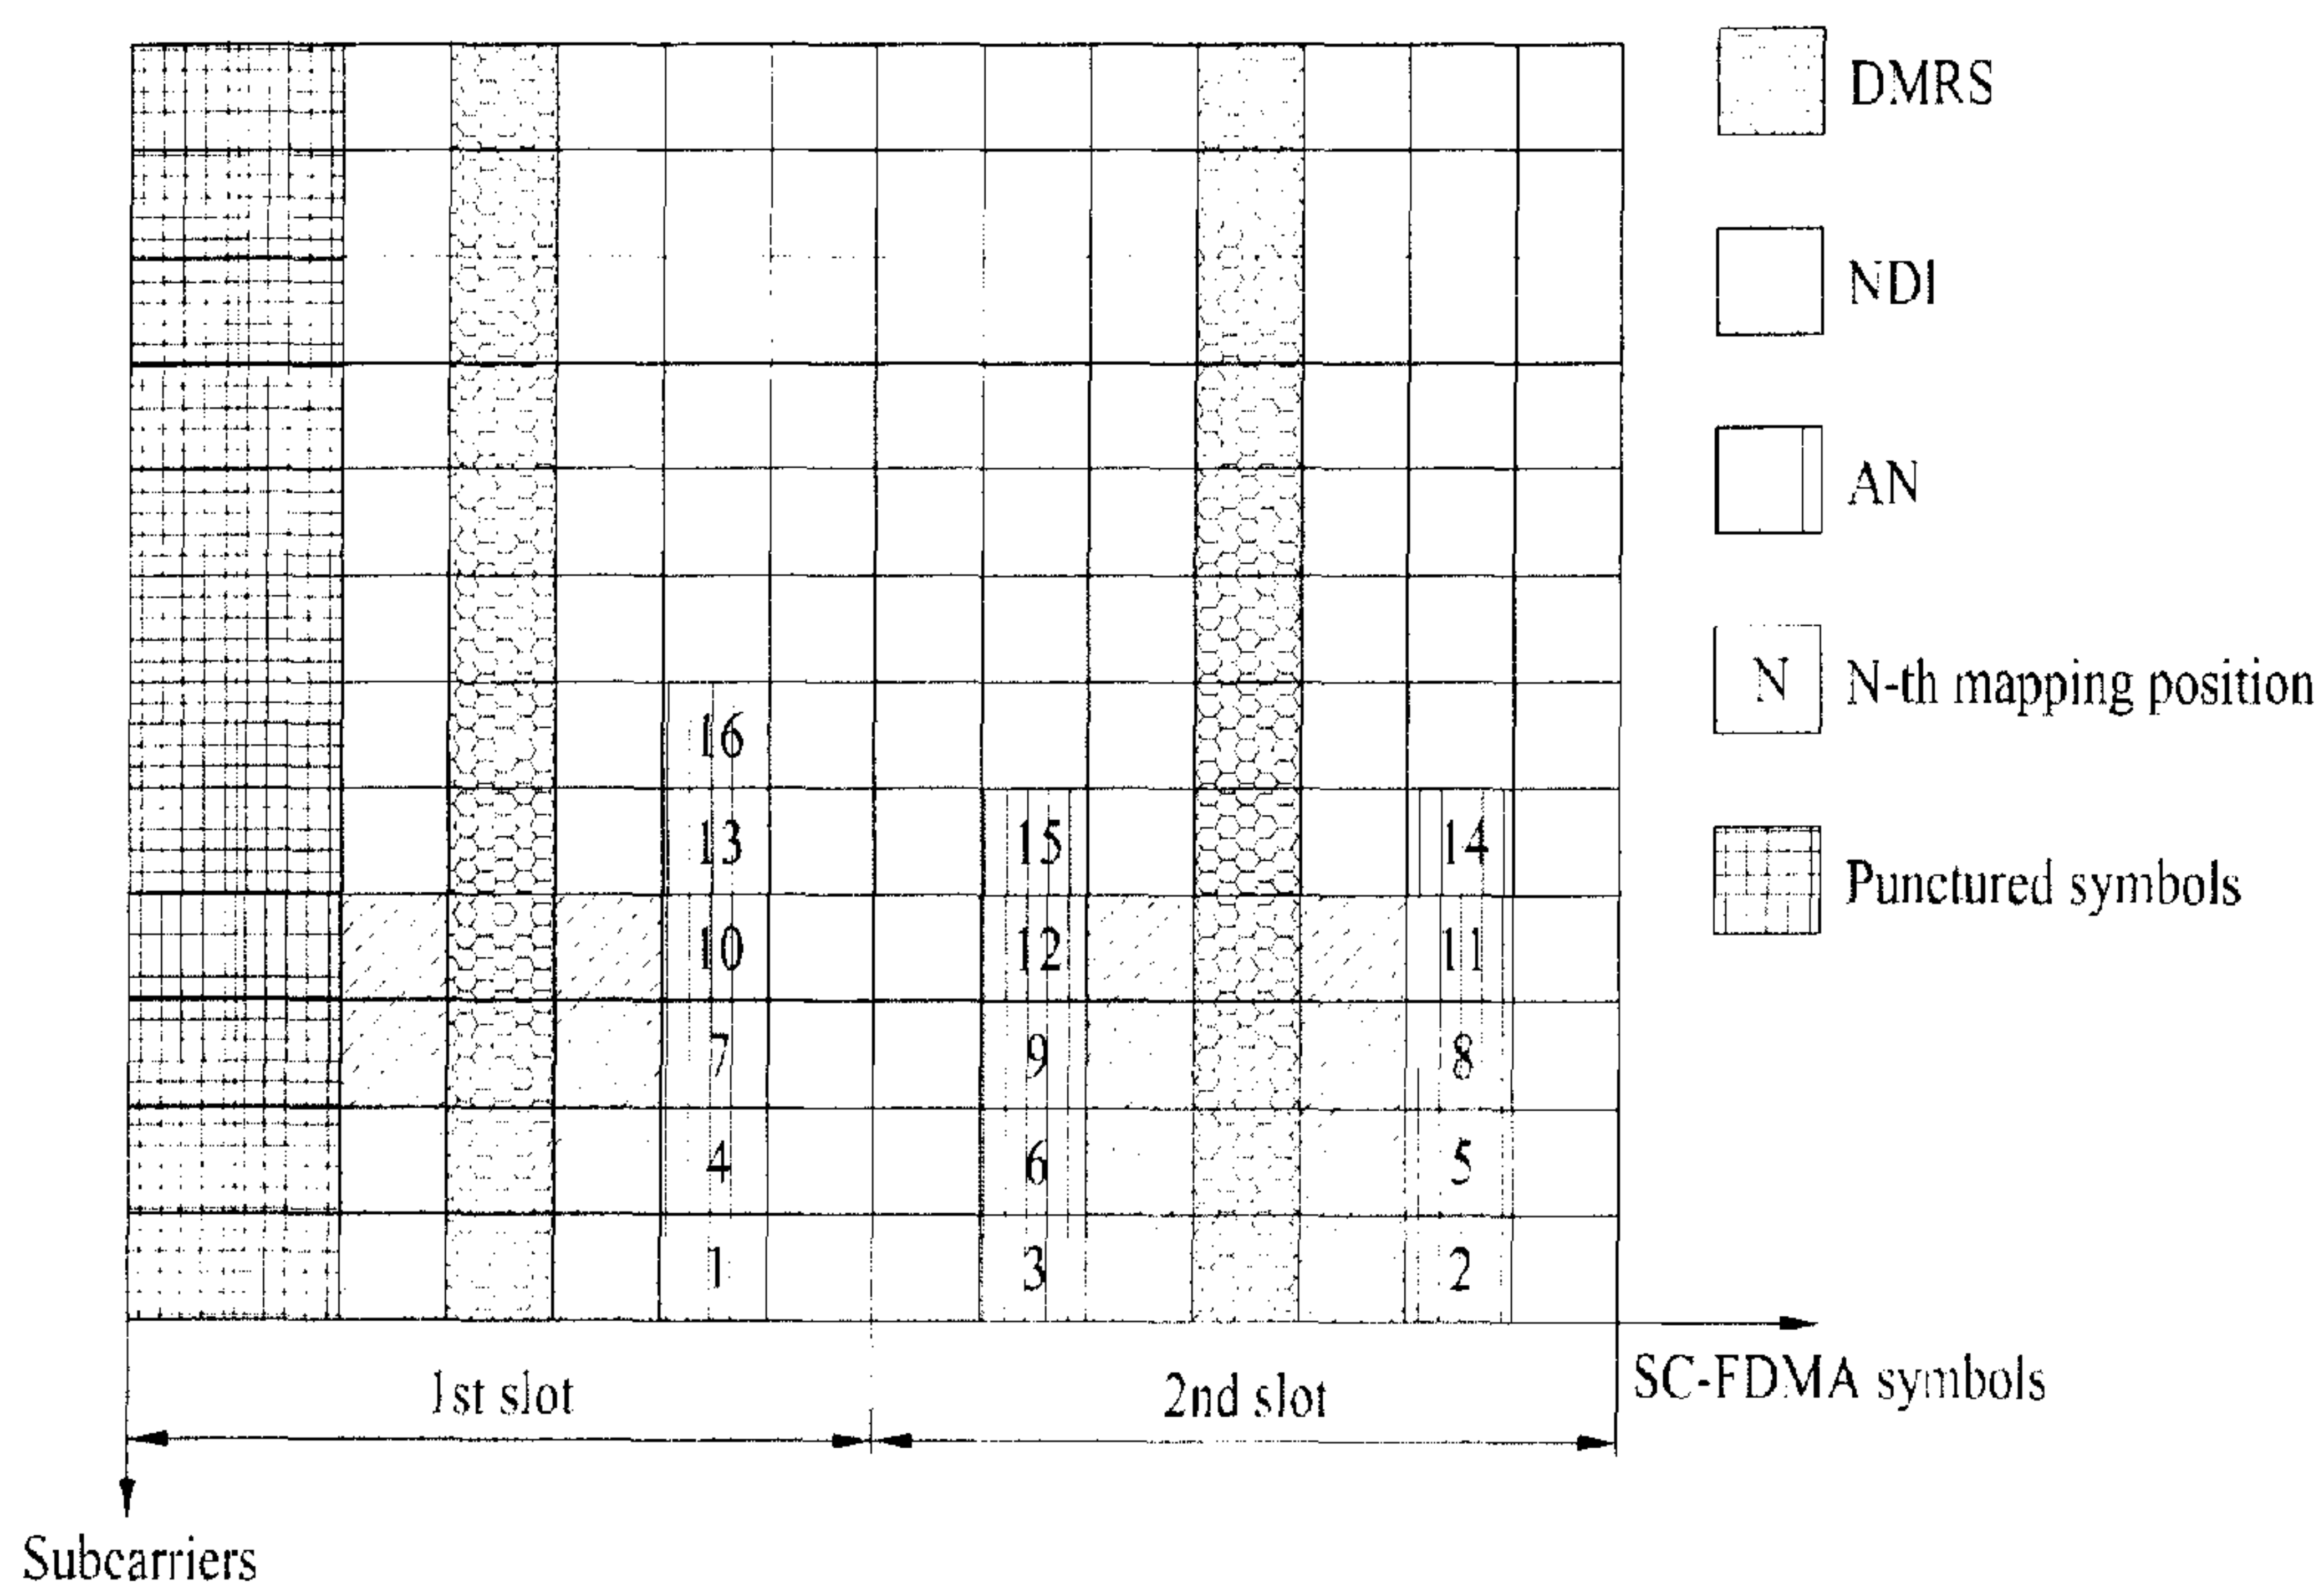 DMRS
NDI
AN
N
N-th mapping position
Punctured symbols
16
13
15
14
10
12
11
7
9
8
4
6
5
1
3
2
1st slot
2nd slot
SC-FDMA symbols
Subcarriers